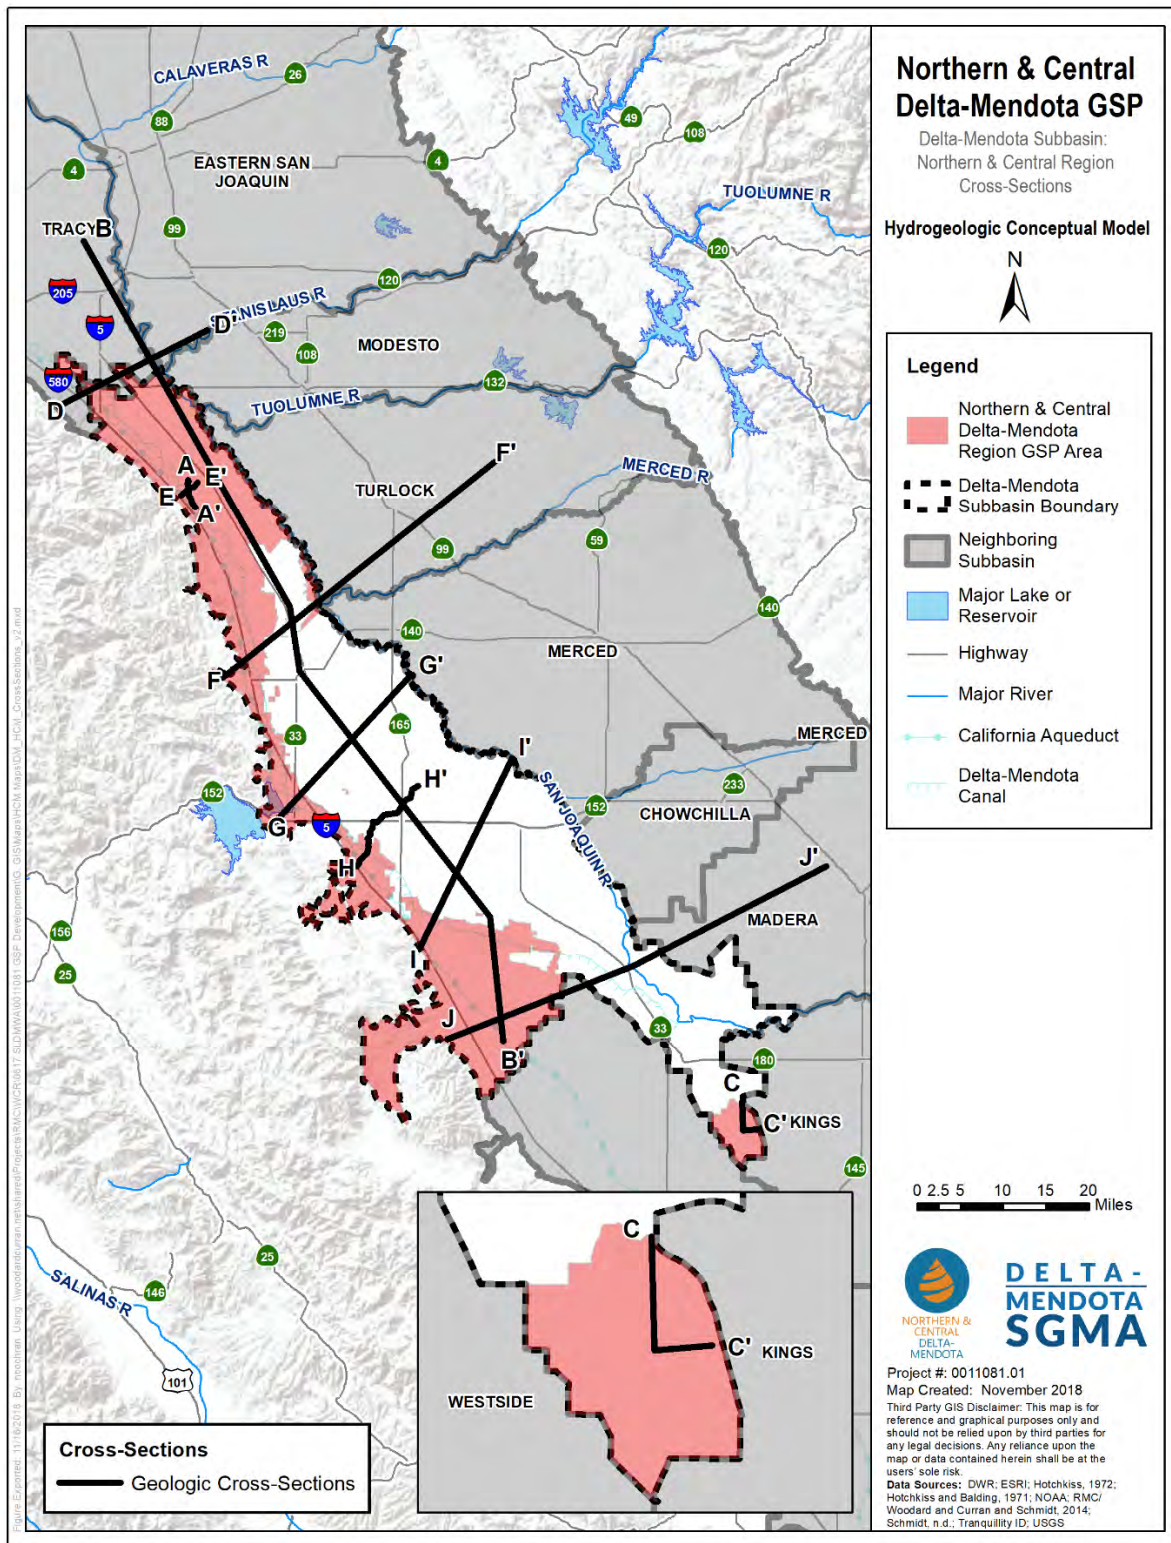 Northern & Central
Delta-Mendota GSP
Delta-Mendota Subbasin:
Northern & Central Region
Cross-Sections
Hydrogeologic Conceptual Model
N
Legend
Northern & Central
Delta-Mendota
Region GSP Area
Delta-Mendota
Subbasin Boundary
Neighboring
Subbasin
Major Lake or
Reservoir
Highway
Major River
California Aqueduct
Delta-Mendota
Canal
0 2.5 5 10 15 20
Miles
NORTHERN &
CENTRAL
DELTA-
MENDOTA
DELTA-
MENDOTA
SGMA
Project #: 0011081.01
Map Created: November 2018
Third Party GIS Disclaimer: This map is for
reference and graphical purposes only and
should not be relied upon by third parties for
any legal decisions. Any reliance upon the
map or data contained herein shall be at the
users' sole risk.
Data Sources: DWR; ESRI; Hotchkiss, 1972;
Hotchkiss and Balding, 1971; NOAA; RMC/
Woodard and Curran and Schmidt, 2014;
Schmidt, n.d.; Tranquillity ID; USGS
CALAVERAS R
26
88
49
108
4
4
EASTERN SAN
JOAQUIN
TUOLUMNE R
TRACY
B
99
120
120
205
STANISLAUS R
5
D'
219
108
MODESTO
580
132
D
TUOLUMNE R
F'
MERCED R
A
E'
E
A'
TURLOCK
99
59
140
140
MERCED
F
G'
33
165
MERCED
I'
H'
SAN JOAQUIN R
233
152
152
CHOWCHILLA
G
5
H
J'
MADERA
156
25
I
J
33
B'
180
C
C'
KINGS
145
25
146
SALINAS R
101
C
C'
KINGS
WESTSIDE
Cross-Sections
Geologic Cross-Sections